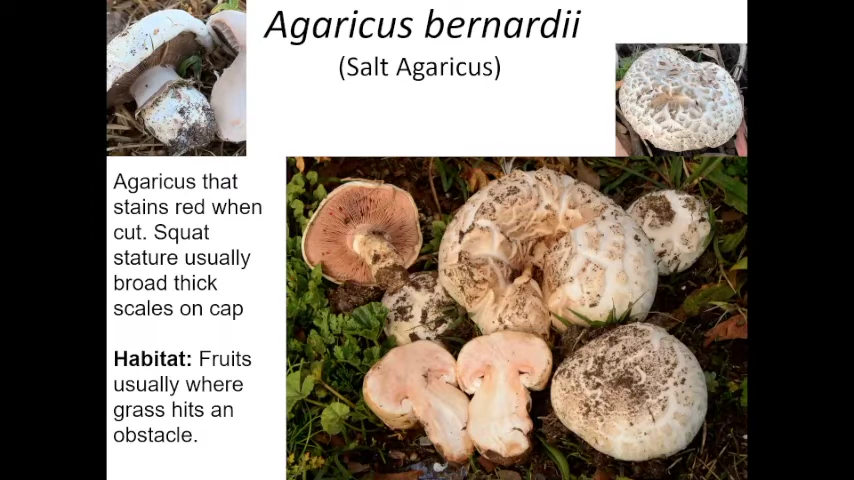 Agaricus bernardii
(Salt Agaricus)
Agaricus that
stains red when
cut. Squat
stature usually
broad thick
scales on cap
Habitat: Fruits
usually where
grass hits an
obstacle.